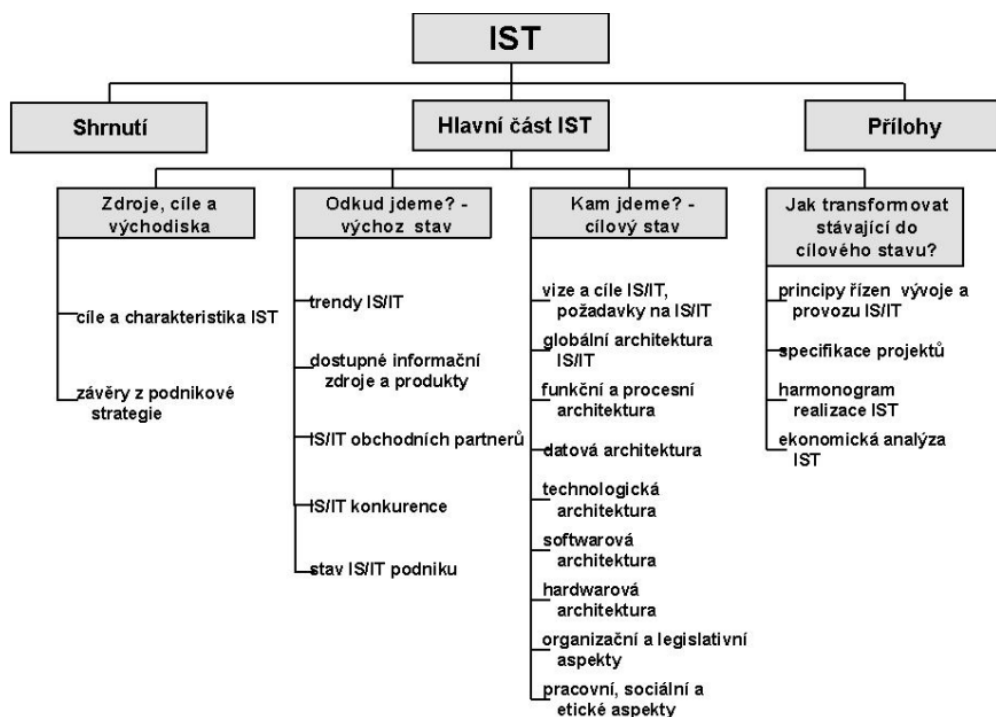 IST
Shrnutí
Hlavní část IST
Přílohy
Zdroje, cíle a
východiska
cíle a charakteristika IST
závěry z podnikové
strategie
Odkud jdeme? -
výchoz stav
trendy IS/IT
dostupné informační
zdroje a produkty
IS/IT obchodních partnerů
IS/IT konkurence
stav IS/IT podniku
Kam jdeme? -
cílový stav
vize a cíle IS/IT,
požadavky na IS/IT
globální architektura
IS/IT
funkční a procesní
architektura
datová architektura
technologická
architektura
softwarová
architektura
hardwarová
architektura
organizační a legislativní
aspekty
pracovní, sociální a
etické aspekty
Jak transformovat
stávající do
cílového stavu?
principy řízen vývoje a
provozu IS/IT
specifikace projektů
harmonogram
realizace IST
ekonomická analýza
IST